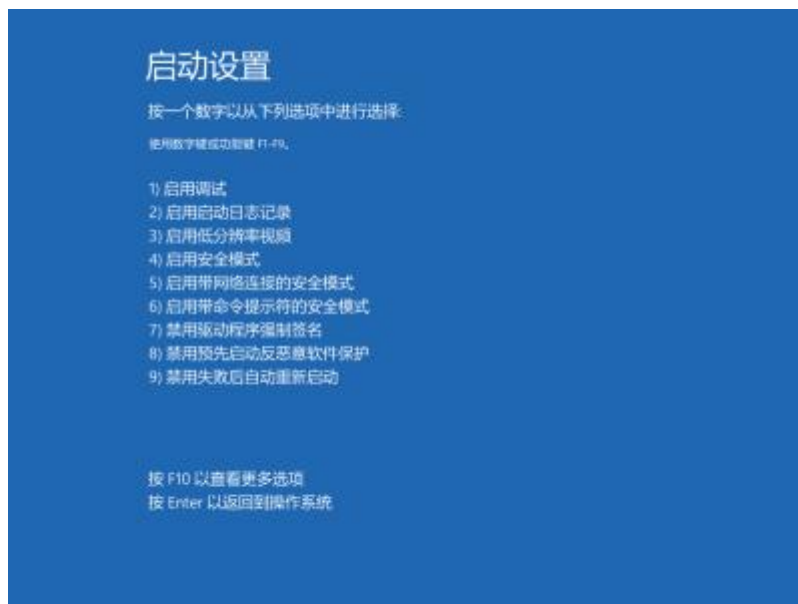 启动设置
按一个数字以从下列选项中进行选择:
使用数字键或功能键 F1-F9。
1) 启用调试
2) 启用启动日志记录
3) 启用低分辨率视频
4) 启用安全模式
5) 启用带网络连接的安全模式
6) 启用带命令提示符的安全模式
7) 禁用驱动程序强制签名
8) 禁用预先启动反恶意软件保护
9) 禁用失败后自动重新启动
按 F10 以查看更多选项
按 Enter 以返回到操作系统